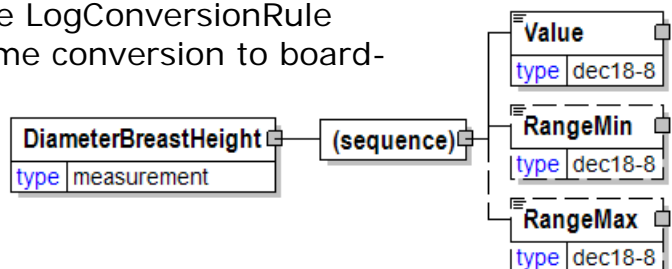 e LogConversionRule
me conversion to board-
DiameterBreastHeight
type measurement
(sequence)
Value
type dec18-8
RangeMin
type dec18-8
RangeMax
type dec18-8